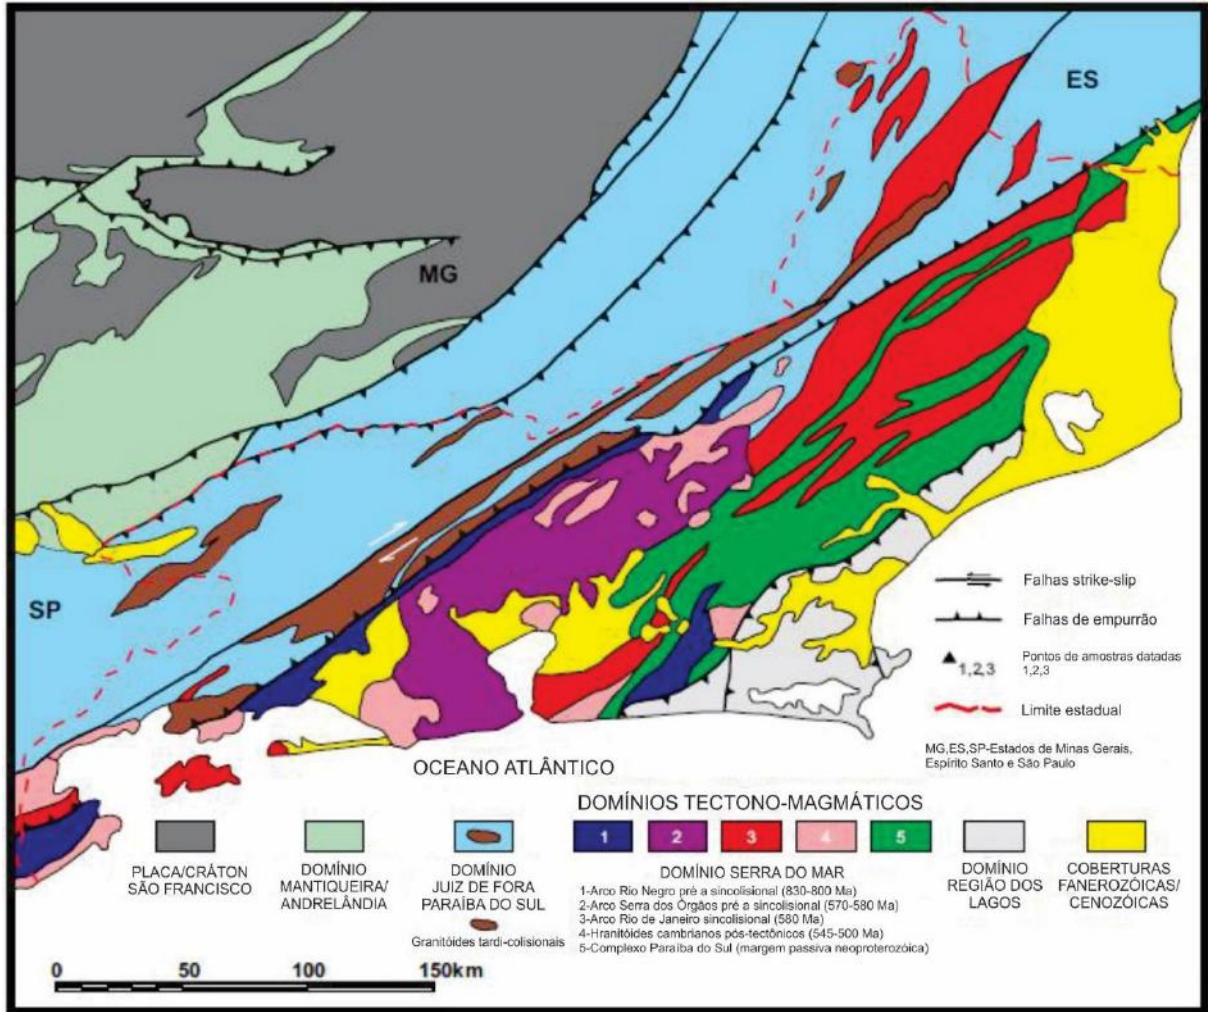 ES
MG
SP
Falhas strike-slip
Falhas de empurrão
1,2,3
Pontos de amostras datadas
1,2,3
Limite estadual
MG,ES,SP-Estados de Minas Gerais,
Espírito Santo e São Paulo
OCEANO ATLÂNTICO
DOMÍNIOS TECTONO-MAGMÁTICOS
1
2
3
4
5
PLACA/CRÁTON
SÃO FRANCISCO
DOMÍNIO
MANTIQUEIRA/
ANDRELÂNDIA
DOMÍNIO
JUIZ DE FORA
PARAÍBA DO SUL
Granitóides tardi-colisionais
DOMÍNIO SERRA DO MAR
1-Arco Rio Negro pré a sincolisional (830-800 Ma)
2-Arco Serra dos Órgãos pré a sincolisional (570-580 Ma)
3-Arco Rio de Janeiro sincolisional (580 Ma)
4-Hranitóides cambrianos pós-tectônicos (545-500 Ma)
5-Complexo Paraíba do Sul (margem passiva neoproterozóica)
DOMÍNIO
REGIÃO DOS
LAGOS
COBERTURAS
FANEROZÓICAS/
CENOZÓICAS
0 50 100 150km